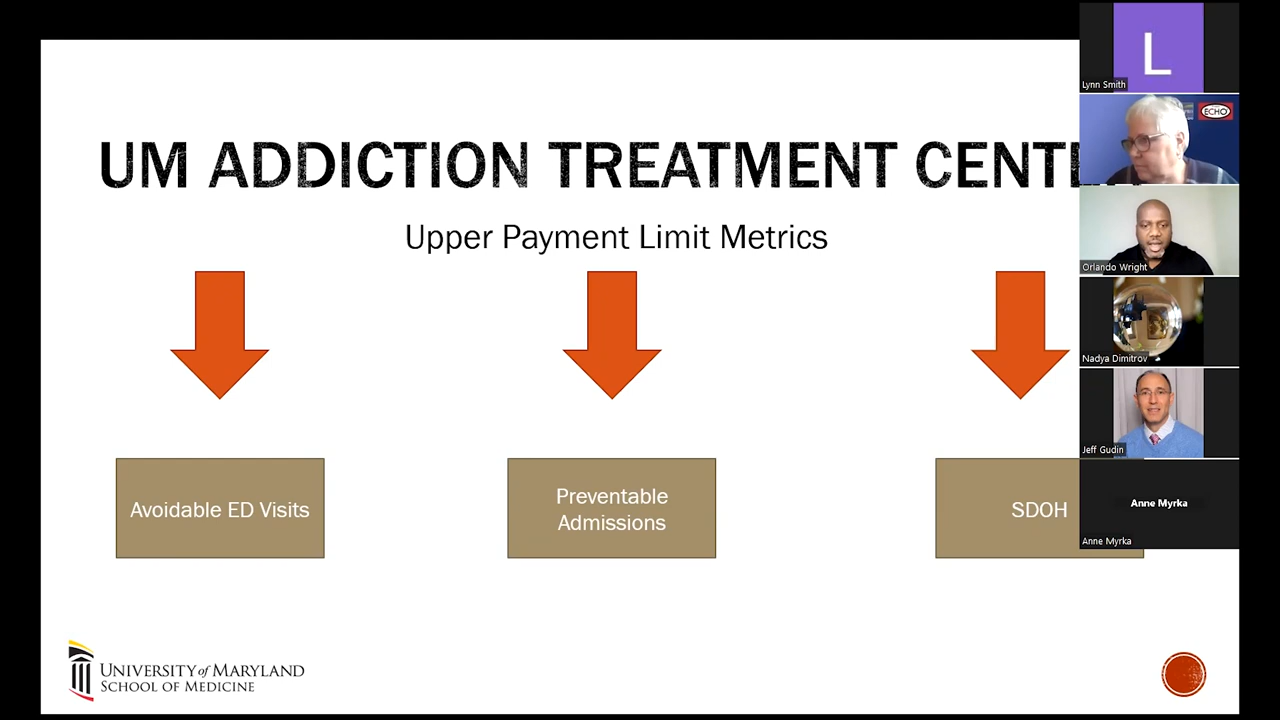 UM ADDICTION TREATMENT
Upper Payment Limit Metrics
Avoidable ED Visits
Preventable
Admissions
SDOH
UNIVERSITY of MARYLAND
SCHOOL OF MEDICINE
L
Lynn Smith
ECHO
Orlando Wright
Nadya Dimitrov
Jeff Gudin
Anne Myrka
Anne Myrka